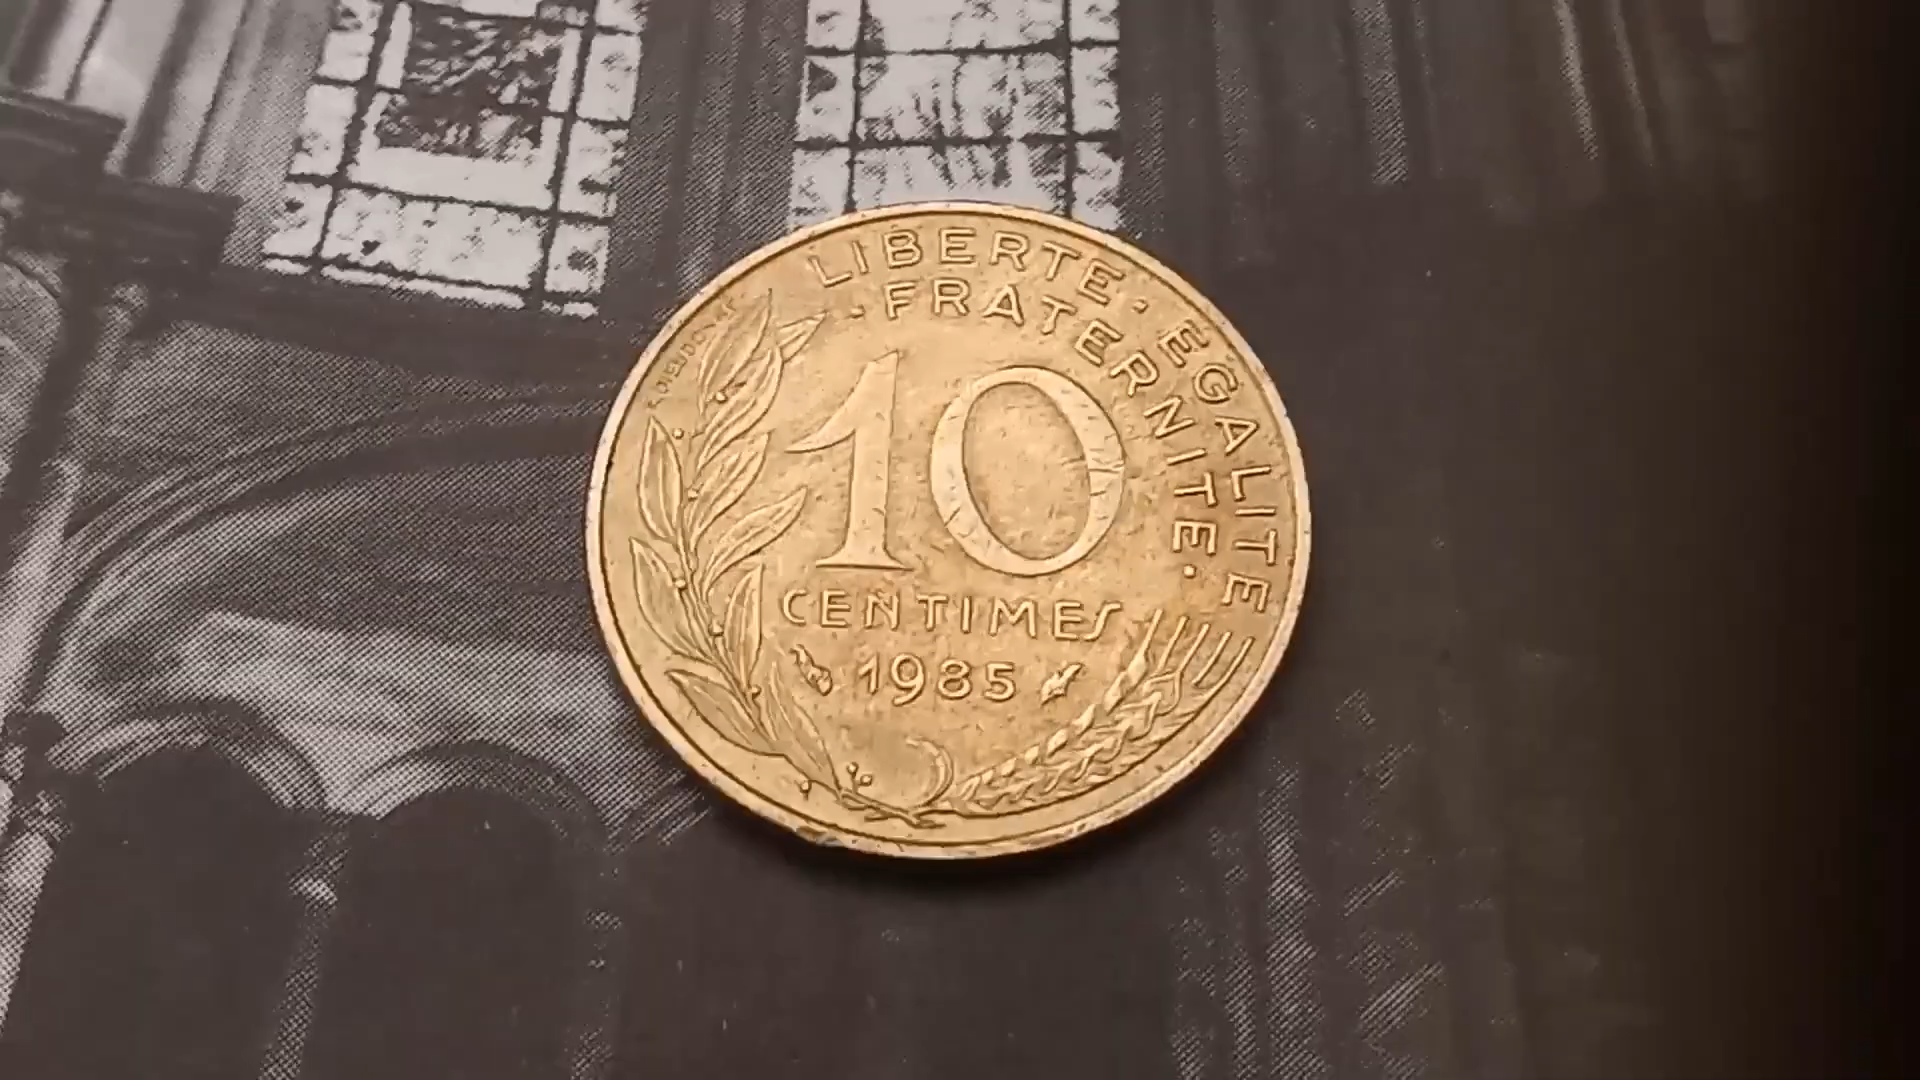 LIBERTE · EGALITE
· FRATERNITE ·
10
CENTIMES
1985